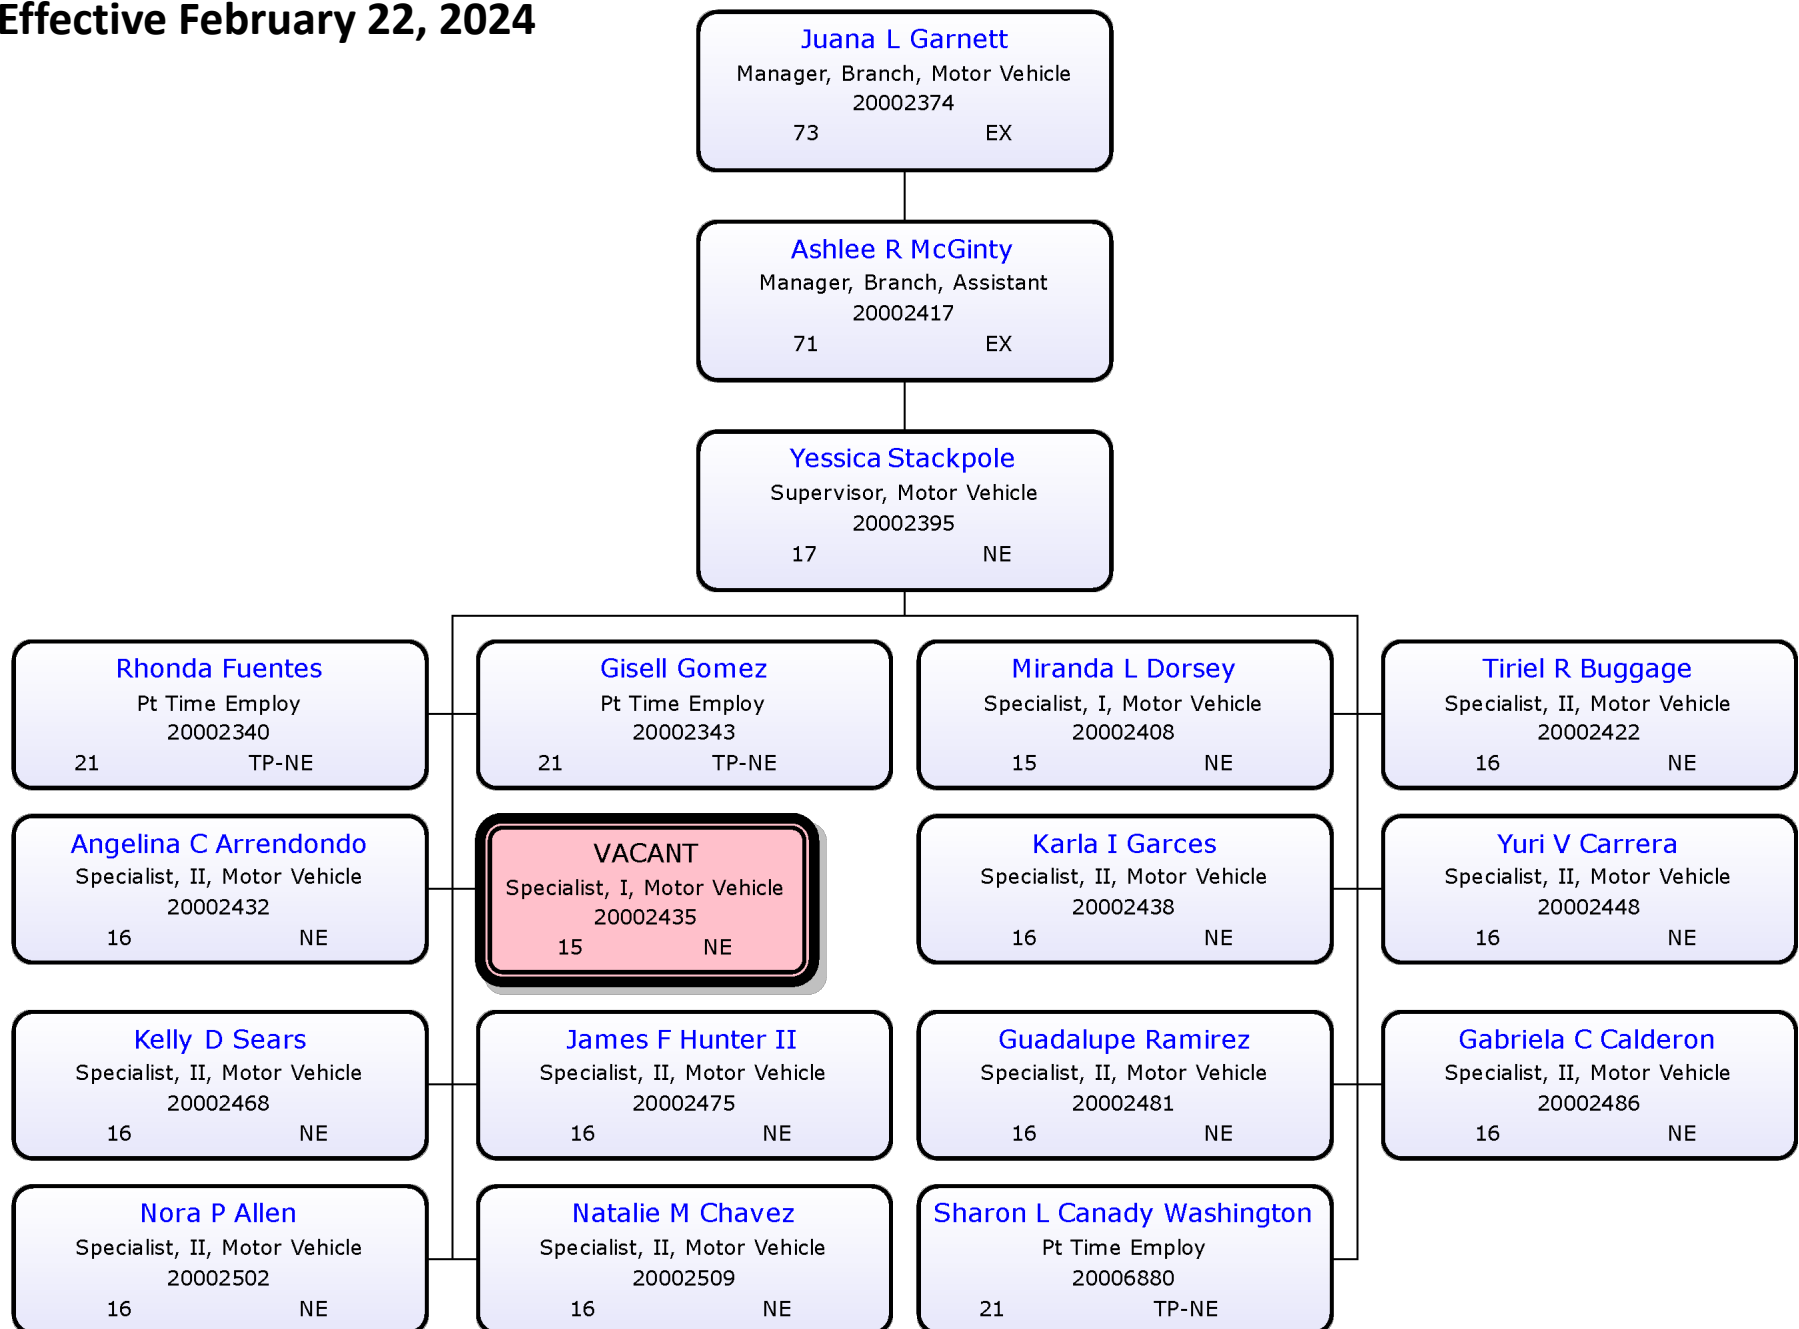 Effective February 22, 2024
Juana L Garnett
Manager, Branch, Motor Vehicle
20002374
73 EX
Ashlee R McGinty
Manager, Branch, Assistant
20002417
71 EX
Yessica Stackpole
Supervisor, Motor Vehicle
20002395
17 NE
Rhonda Fuentes
Pt Time Employ
20002340
21 TP-NE
Gisell Gomez
Pt Time Employ
20002343
21 TP-NE
Miranda L Dorsey
Specialist, I, Motor Vehicle
20002408
15 NE
Tiriel R Buggage
Specialist, II, Motor Vehicle
20002422
16 NE
Angelina C Arrendondo
Specialist, II, Motor Vehicle
20002432
16 NE
VACANT
Specialist, I, Motor Vehicle
20002435
15 NE
Karla I Garces
Specialist, II, Motor Vehicle
20002438
16 NE
Yuri V Carrera
Specialist, II, Motor Vehicle
20002448
16 NE
Kelly D Sears
Specialist, II, Motor Vehicle
20002468
16 NE
James F Hunter II
Specialist, II, Motor Vehicle
20002475
16 NE
Guadalupe Ramirez
Specialist, II, Motor Vehicle
20002481
16 NE
Gabriela C Calderon
Specialist, II, Motor Vehicle
20002486
16 NE
Nora P Allen
Specialist, II, Motor Vehicle
20002502
16 NE
Natalie M Chavez
Specialist, II, Motor Vehicle
20002509
16 NE
Sharon L Canady Washington
Pt Time Employ
20006880
21 TP-NE